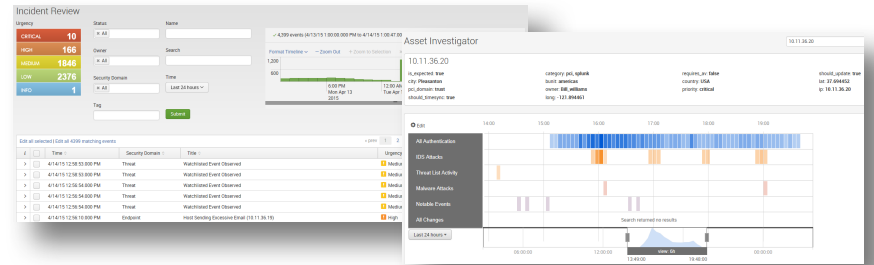 Incident Review
Urgency
Status
Name
CRITICAL 10
HIGH 166
MEDIUM 1846
LOW 2376
INFO 1
× All
Owner
Search
× All
Security Domain
Time
× All
Last 24 hours
Tag
Submit
✓ 4,399 events (4/13/15 1:00:00.000 PM to 4/14/15 1:00:47.00
Format Timeline
– Zoom Out
+ Zoom to Selection
1,200
600
6:00 PM
Mon Apr 13
2015
12:00 AM
Tue Apr
Edit all selected | Edit all 4399 matching events
« prev 1 2
i Time Security Domain Title Urgency
4/14/15 12:58:53.000 PM Threat Watchlisted Event Observed Medium
4/14/15 12:58:53.000 PM Threat Watchlisted Event Observed Medium
4/14/15 12:56:54.000 PM Threat Watchlisted Event Observed Medium
4/14/15 12:56:54.000 PM Threat Watchlisted Event Observed Medium
4/14/15 12:56:54.000 PM Threat Watchlisted Event Observed Medium
4/14/15 12:56:10.000 PM Endpoint Host Sending Excessive Email (10.11.36.19) High
Asset Investigator
10.11.36.20
10.11.36.20
is_expected: true category: pci, splunk requires_av: false should_update: true
city: Pleasanton bunit: americas country: USA lat: 37.694452
pci_domain: trust owner: Bill_williams priority: critical ip: 10.11.36.20
should_timesync: true long: -121.894461
Edit
14:00 15:00 16:00 17:00 18:00 19:00
All Authentication
IDS Attacks
Threat List Activity
Malware Attacks
Notable Events
All Changes
Search returned no results
Last 24 hours
06:00:00 12:00:00 view: 6h 00:00:00
13:49:00 19:49:00